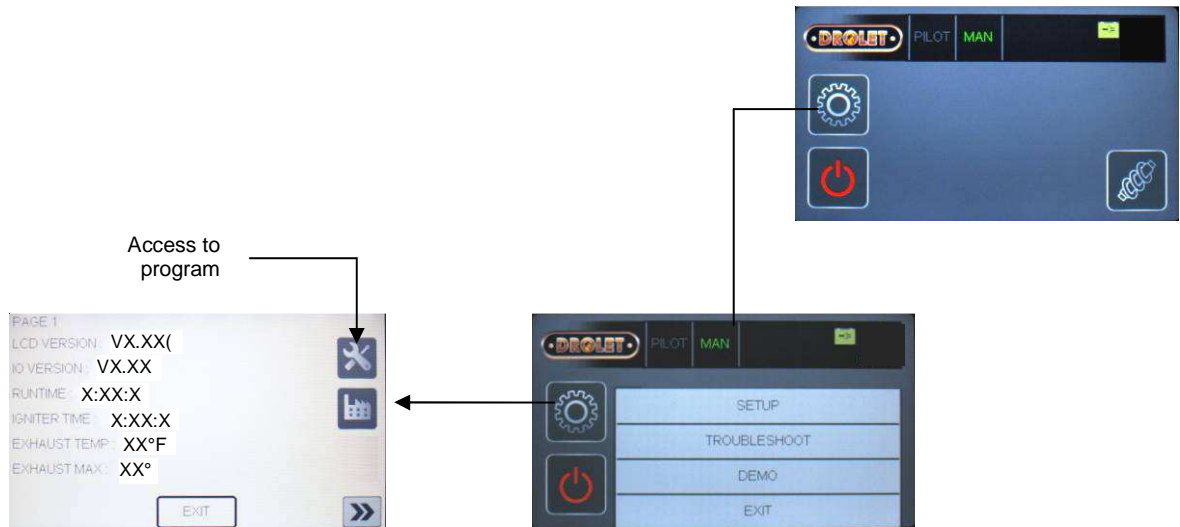 DROLET PILOT MAN
Access to
program
PAGE 1
LCD VERSION: VX.XX(
IO VERSION: VX.XX
RUNTIME: X:XX:X
IGNITER TIME: X:XX:X
EXHAUST TEMP: XX°F
EXHAUST MAX: XX°
EXIT
DROLET PILOT MAN
SETUP
TROUBLESHOOT
DEMO
EXIT